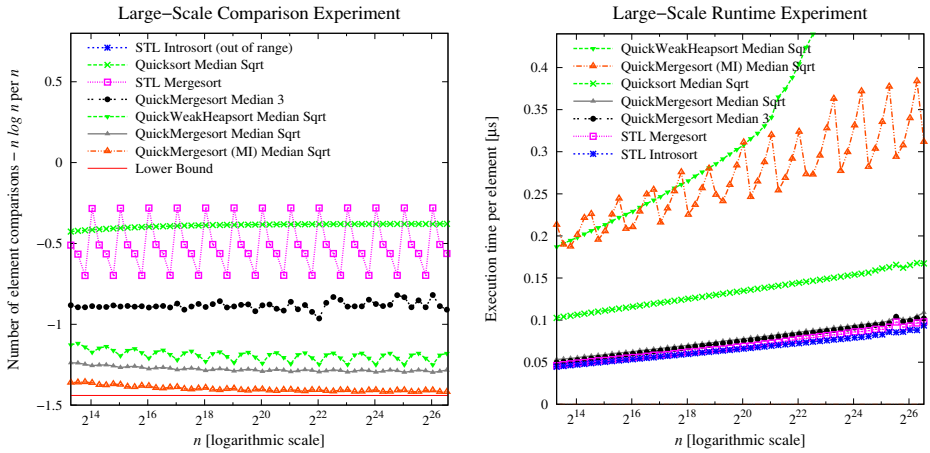 Large−Scale Comparison Experiment
Number of element comparisons − n log n per n
0.5
0
−0.5
−1
−1.5
STL Introsort (out of range)
Quicksort Median Sqrt
STL Mergesort
QuickMergesort Median 3
QuickWeakHeapsort Median Sqrt
QuickMergesort Median Sqrt
QuickMergesort (MI) Median Sqrt
Lower Bound
2^14 2^16 2^18 2^20 2^22 2^24 2^26
n [logarithmic scale]
Large−Scale Runtime Experiment
Execution time per element [µs]
0.4
0.35
0.3
0.25
0.2
0.15
0.1
0.05
0
QuickWeakHeapsort Median Sqrt
QuickMergesort (MI) Median Sqrt
Quicksort Median Sqrt
QuickMergesort Median Sqrt
QuickMergesort Median 3
STL Mergesort
STL Introsort
2^14 2^16 2^18 2^20 2^22 2^24 2^26
n [logarithmic scale]